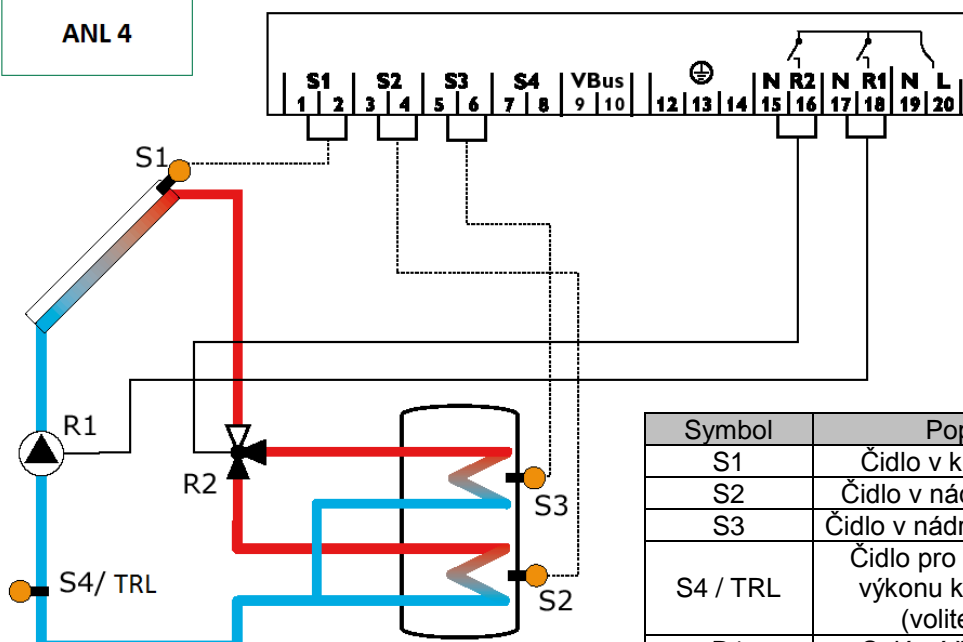 ANL 4
S1 S2 S3 S4 VBus N R2 N R1 N L
1 2 3 4 5 6 7 8 9 10 12 13 14 15 16 17 18 19 20
S1
R1
R2
S3
S4/ TRL
S2
Symbol
S1 Čidlo v
S2 Čidlo v
S3 Čidlo v
Čidlo pro
S4 / TRL výkonu